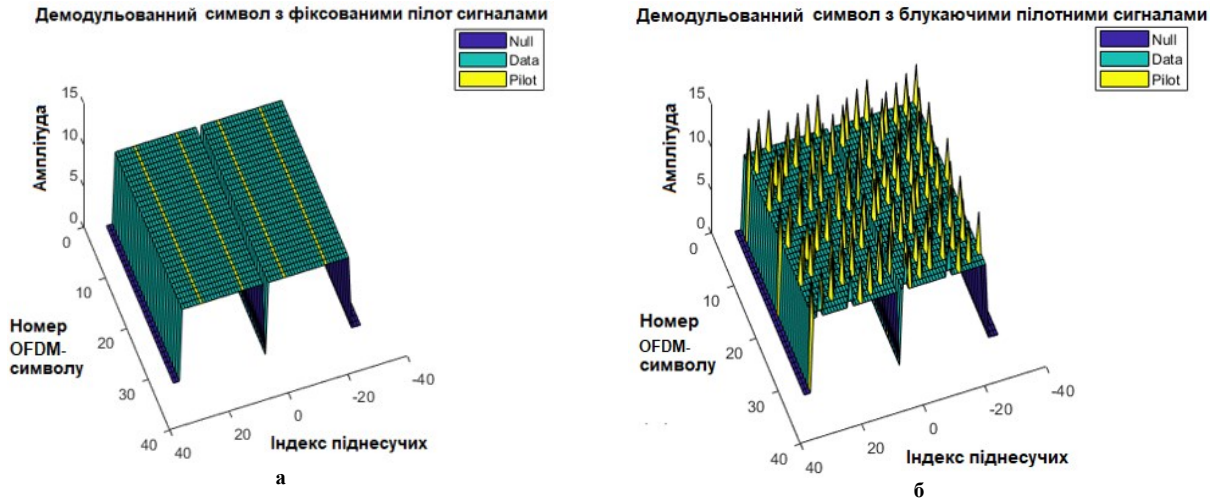 Демодульованний символ з фіксованими пілот сигналами
Null
Data
Pilot
15
10
5
0
Амплітуда
0
10
20
30
40
Номер
OFDM-
символу
40
20
0
-20
-40
Індекс піднесучих
а
Демодульованний символ з блукаючими пілотними сигналами
Null
Data
Pilot
15
10
5
0
Амплітуда
0
10
20
30
40
Номер
OFDM-
символу
40
20
0
-20
-40
Індекс піднесучих
б